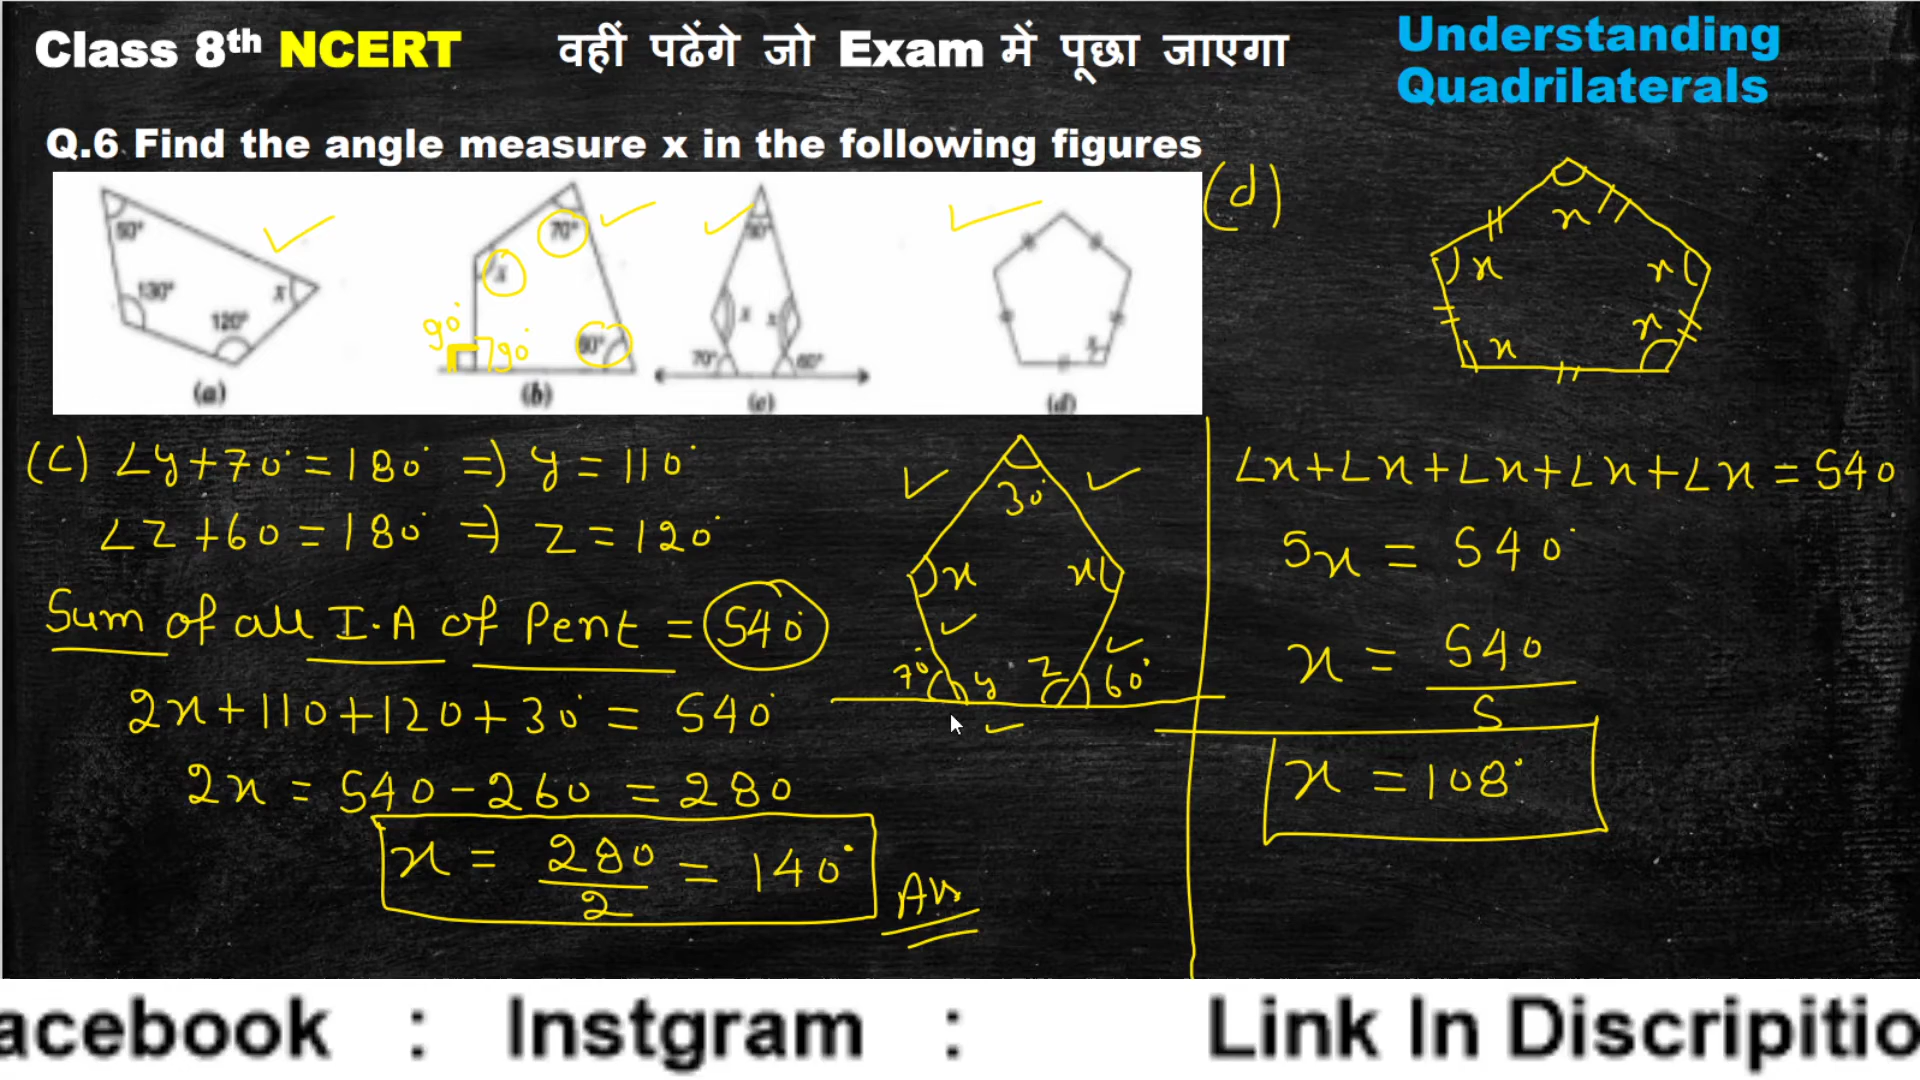 Class 8th NCERT वहीं पढेंगे जो Exam में पूछा जाएगा
Understanding
Quadrilaterals
Q.6 Find the angle measure x in the following figures
50°
130°
120°
x
(a)
70°
x
90°
90°
60°
(b)
30°
x x
70° 60°
(c)
x
(d)
(d)
x
x x
x x
(C) ∠y+70°=180° ⇒ y=110°
∠z+60=180° ⇒ z=120°
Sum of all I.A of Pent = 540°
2x+110+120+30°=540°
2x=540-260=280
x=280/2=140°
Ans
30°
x x
70° y z 60°
∠x+∠x+∠x+∠x+∠x=540
5x=540°
x=540/5
x=108°
acebook : Instgram : Link In Discripitio